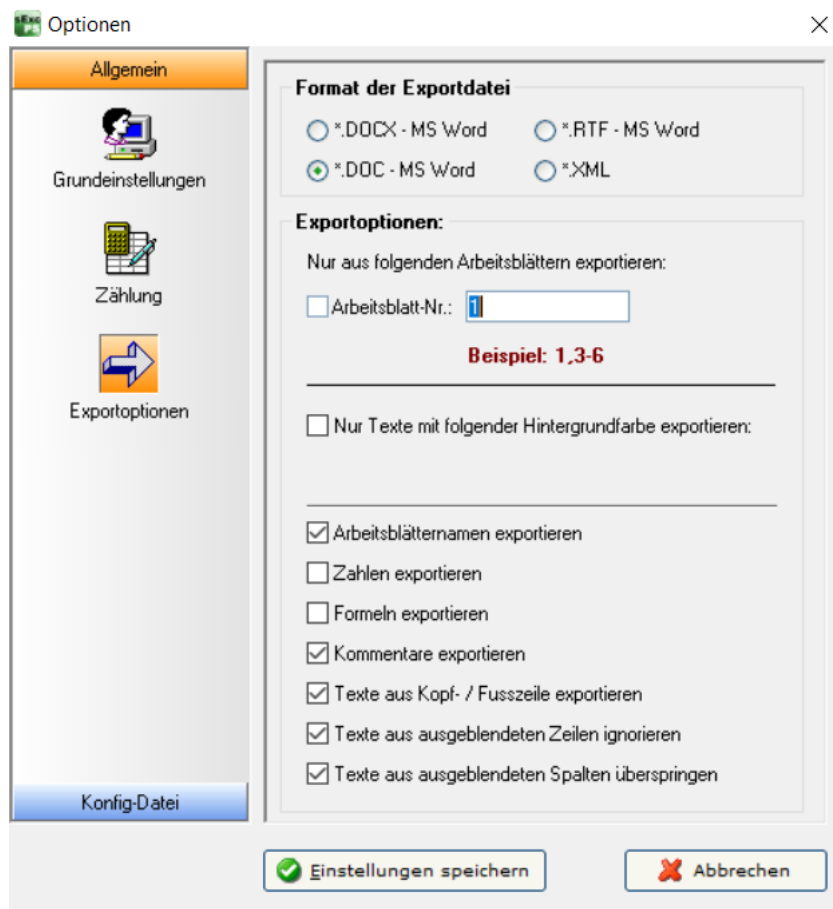 sExc
PS
Optionen
Allgemein
Grundeinstellungen
Zählung
Exportoptionen
Konfig-Datei
Format der Exportdatei
*.DOCX - MS Word
*.RTF - MS Word
*.DOC - MS Word
*.XML
Exportoptionen:
Nur aus folgenden Arbeitsblättern exportieren:
Arbeitsblatt-Nr.: 1
Beispiel: 1,3-6
Nur Texte mit folgender Hintergrundfarbe exportieren:
Arbeitsblätternamen exportieren
Zahlen exportieren
Formeln exportieren
Kommentare exportieren
Texte aus Kopf- / Fusszeile exportieren
Texte aus ausgeblendeten Zeilen ignorieren
Texte aus ausgeblendeten Spalten überspringen
Einstellungen speichern
Abbrechen